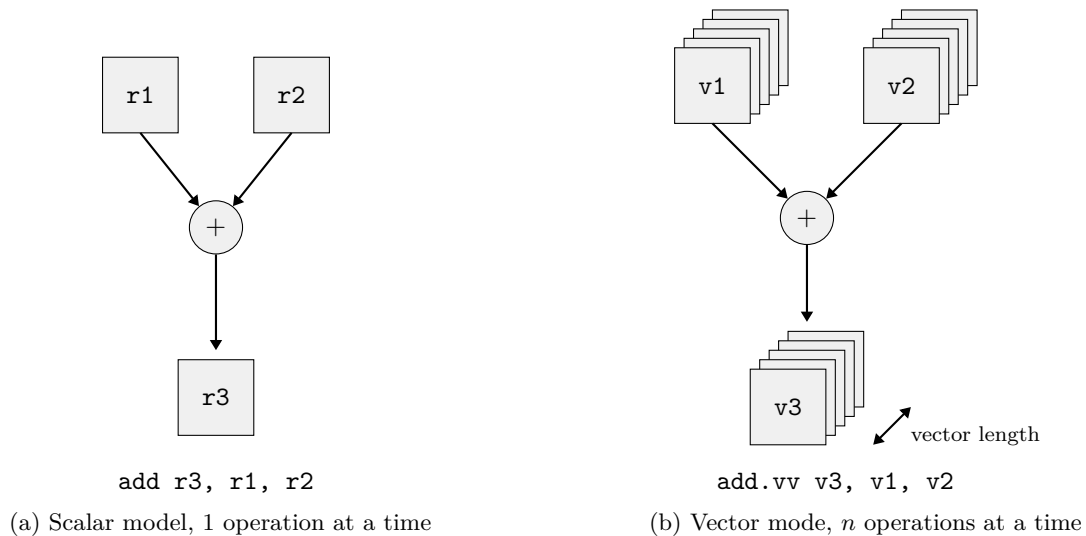 r1
r2
+
r3
add r3, r1, r2
(a) Scalar model, 1 operation at a time
v1
v2
+
v3
vector length
add.vv v3, v1, v2
(b) Vector mode, n operations at a time